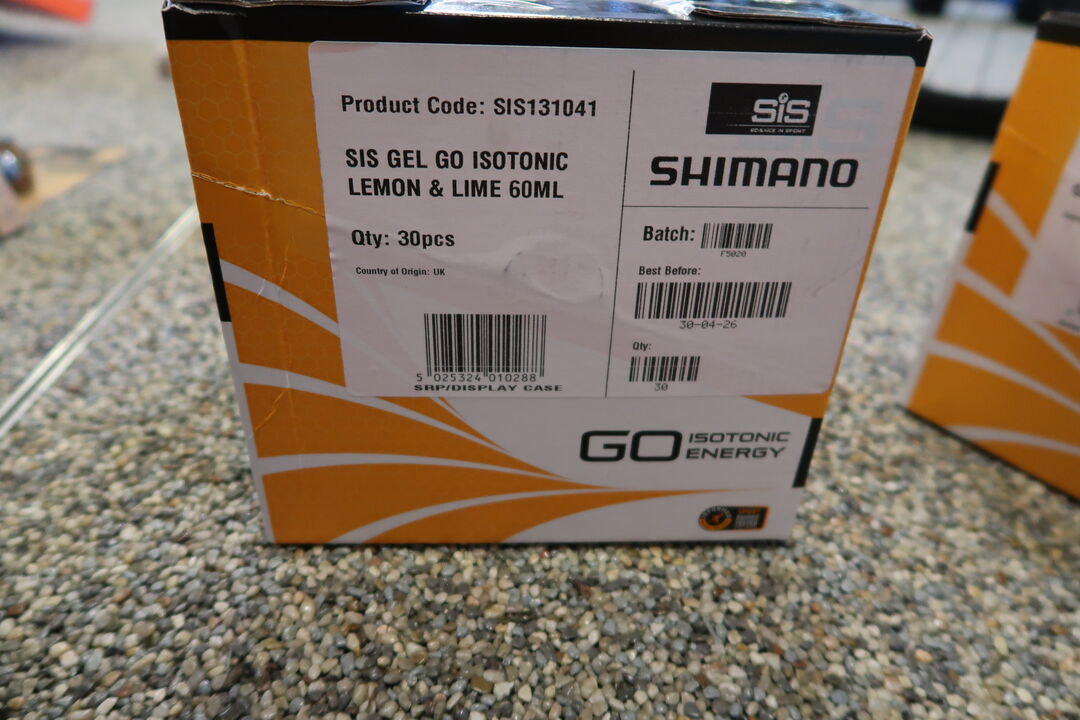 Product Code: SIS131041
SIS GEL GO ISOTONIC
LEMON & LIME 60ML
Qty: 30pcs
Country of Origin: UK
5 025324 010288
SRP/DISPLAY CASE
SiS
SCIENCE IN SPORT
SHIMANO
Batch:
F5020
Best Before:
30-04-26
Qty:
30
GO ISOTONIC
ENERGY